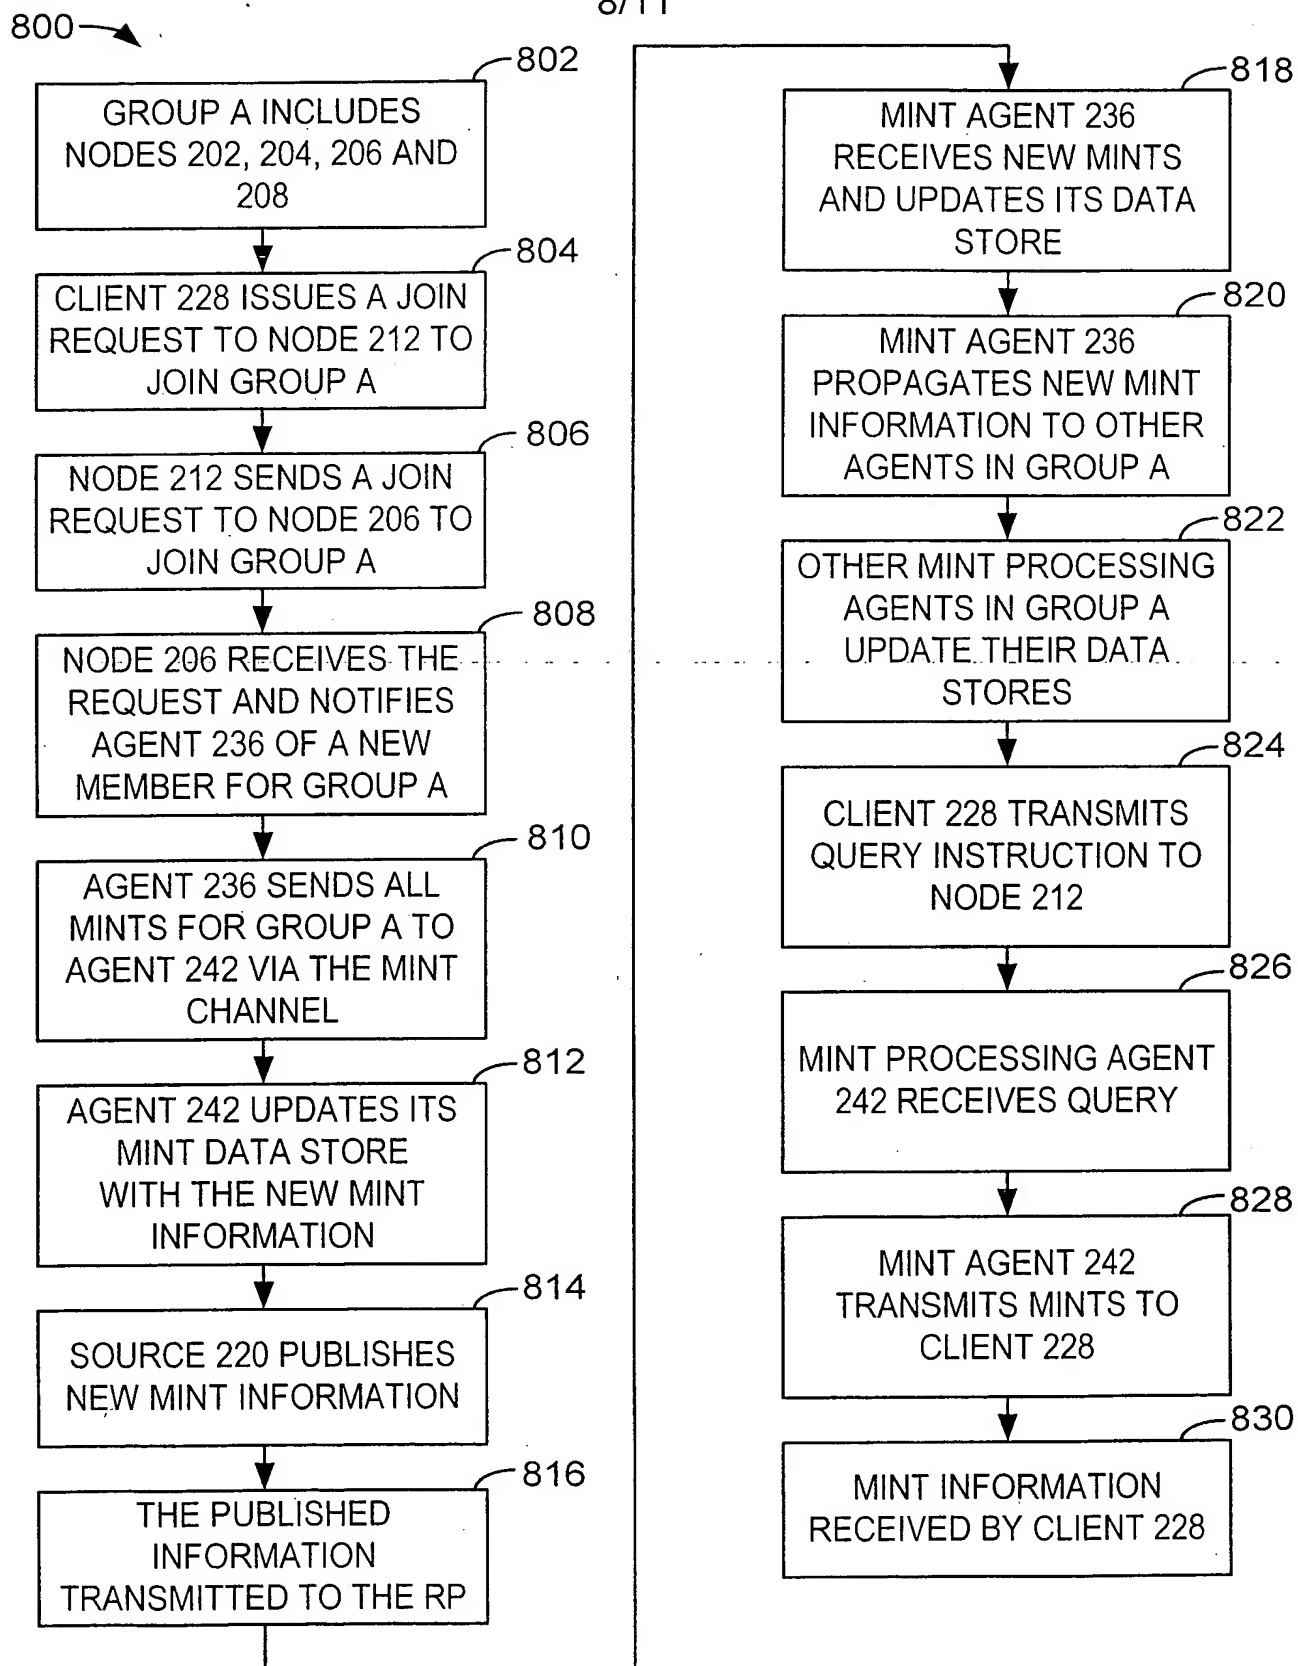 8/11
800
802
GROUP A INCLUDES
NODES 202, 204, 206 AND
208
804
CLIENT 228 ISSUES A JOIN
REQUEST TO NODE 212 TO
JOIN GROUP A
806
NODE 212 SENDS A JOIN
REQUEST TO NODE 206 TO
JOIN GROUP A
808
NODE 206 RECEIVES THE
REQUEST AND NOTIFIES
AGENT 236 OF A NEW
MEMBER FOR GROUP A
810
AGENT 236 SENDS ALL
MINTS FOR GROUP A TO
AGENT 242 VIA THE MINT
CHANNEL
812
AGENT 242 UPDATES ITS
MINT DATA STORE
WITH THE NEW MINT
INFORMATION
814
SOURCE 220 PUBLISHES
NEW MINT INFORMATION
816
THE PUBLISHED
INFORMATION
TRANSMITTED TO THE RP
818
MINT AGENT 236
RECEIVES NEW MINTS
AND UPDATES ITS DATA
STORE
820
MINT AGENT 236
PROPAGATES NEW MINT
INFORMATION TO OTHER
AGENTS IN GROUP A
822
OTHER MINT PROCESSING
AGENTS IN GROUP A
UPDATE THEIR DATA
STORES
824
CLIENT 228 TRANSMITS
QUERY INSTRUCTION TO
NODE 212
826
MINT PROCESSING AGENT
242 RECEIVES QUERY
828
MINT AGENT 242
TRANSMITS MINTS TO
CLIENT 228
830
MINT INFORMATION
RECEIVED BY CLIENT 228